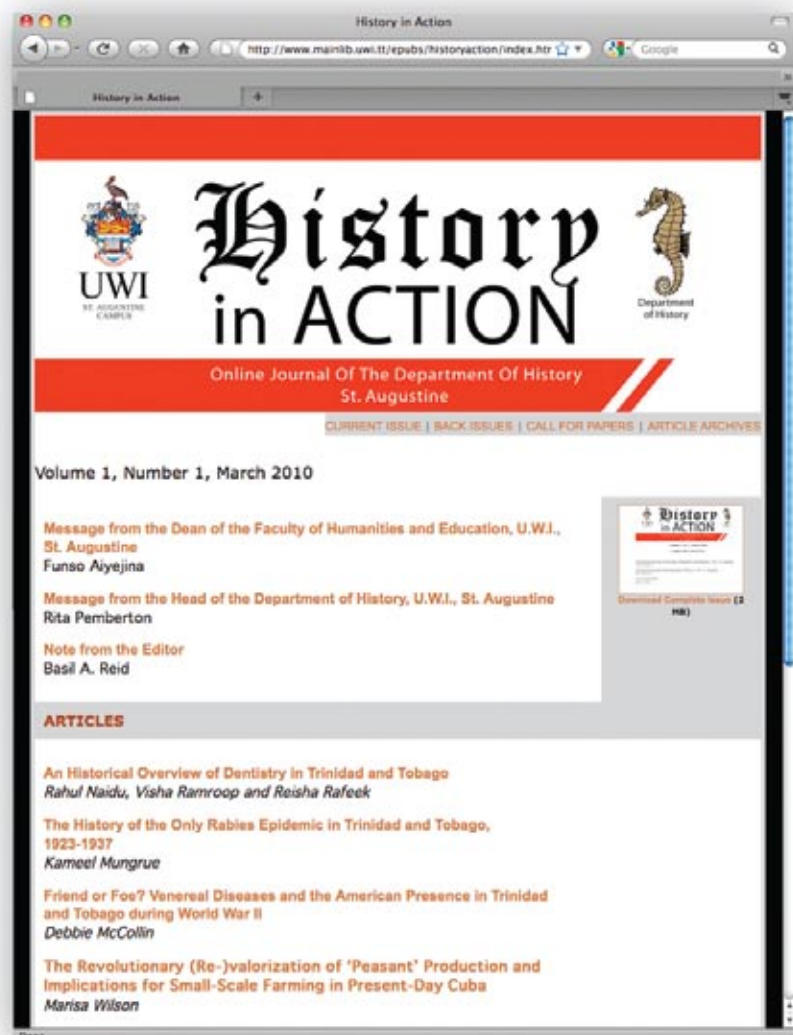 History in Action
http://www.mainlib.uwi.tt/epubs/historyaction/index.htr
Google
History in Action
UWI
ST. AUGUSTINE
CAMPUS
History
in ACTION
Department
of History
Online Journal Of The Department Of History
St. Augustine
CURRENT ISSUE | BACK ISSUES | CALL FOR PAPERS | ARTICLE ARCHIVES
Volume 1, Number 1, March 2010
Message from the Dean of the Faculty of Humanities and Education, U.W.I.,
St. Augustine
Funso Aiyejina
Message from the Head of the Department of History, U.W.I., St. Augustine
Rita Pemberton
Note from the Editor
Basil A. Reid
History
in ACTION
Download Complete Issue (2
MB)
ARTICLES
An Historical Overview of Dentistry in Trinidad and Tobago
Rahul Naidu, Visha Ramroop and Reisha Rafeek
The History of the Only Rabies Epidemic in Trinidad and Tobago,
1923-1937
Kameel Mungrue
Friend or Foe? Venereal Diseases and the American Presence in Trinidad
and Tobago during World War II
Debbie McCollin
The Revolutionary (Re-)valorization of 'Peasant' Production and
Implications for Small-Scale Farming in Present-Day Cuba
Marisa Wilson